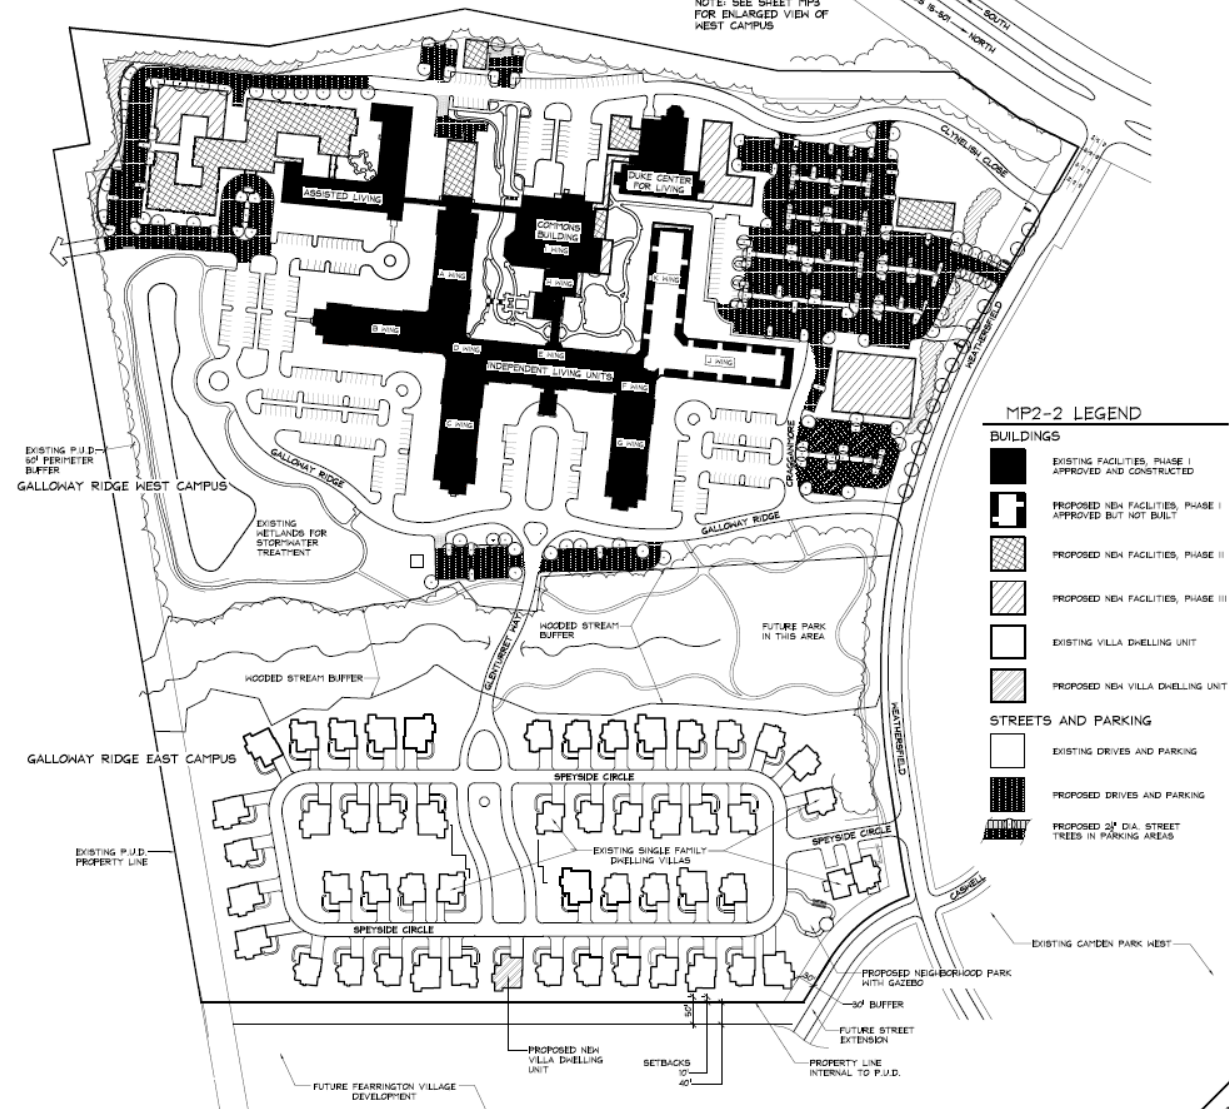 NOTE: SEE SHEET MP3
FOR ENLARGED VIEW OF
WEST CAMPUS
US 15-501
SOUTH
NORTH
CLYNELISH CLOSE
DUKE CENTER
FOR LIVING
ASSISTED LIVING
COMMONS
BUILDING
I WING
A WING
H WING
K WING
B WING
D WING
E WING
J WING
INDEPENDENT LIVING UNITS
F WING
C WING
G WING
WEATHERSFIELD
CRAGGANMORE
EXISTING P.U.D.
60' PERIMETER
BUFFER
GALLOWAY RIDGE WEST CAMPUS
GALLOWAY RIDGE
GALLOWAY RIDGE
EXISTING
WETLANDS FOR
STORMWATER
TREATMENT
WOODED STREAM
BUFFER
FUTURE PARK
IN THIS AREA
GLENTURRET WAY
WOODED STREAM BUFFER
WEATHERSFIELD
GALLOWAY RIDGE EAST CAMPUS
SPEYSIDE CIRCLE
SPEYSIDE CIRCLE
EXISTING P.U.D.
PROPERTY LINE
EXISTING SINGLE FAMILY
DWELLING VILLAS
CASWELL
SPEYSIDE CIRCLE
EXISTING CAMDEN PARK WEST
PROPOSED NEIGHBORHOOD PARK
WITH GAZEBO
30'
30' BUFFER
50'
FUTURE STREET
EXTENSION
PROPOSED NEW
VILLA DWELLING
UNIT
SETBACKS
10'
40'
PROPERTY LINE
INTERNAL TO P.U.D.
FUTURE FEARRINGTON VILLAGE
DEVELOPMENT
MP2-2 LEGEND
BUILDINGS
EXISTING FACILITIES, PHASE I
APPROVED AND CONSTRUCTED
PROPOSED NEW FACILITIES, PHASE I
APPROVED BUT NOT BUILT
PROPOSED NEW FACILITIES, PHASE II
PROPOSED NEW FACILITIES, PHASE III
EXISTING VILLA DWELLING UNIT
PROPOSED NEW VILLA DWELLING UNIT
STREETS AND PARKING
EXISTING DRIVES AND PARKING
PROPOSED DRIVES AND PARKING
PROPOSED 2½" DIA. STREET
TREES IN PARKING AREAS